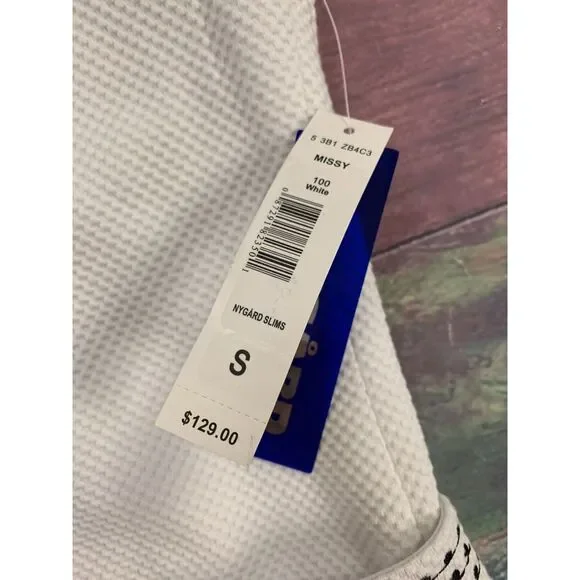 5 3B1 ZB4C3
MISSY
100
White
NYGÅRD SLIMS
S
$129.00